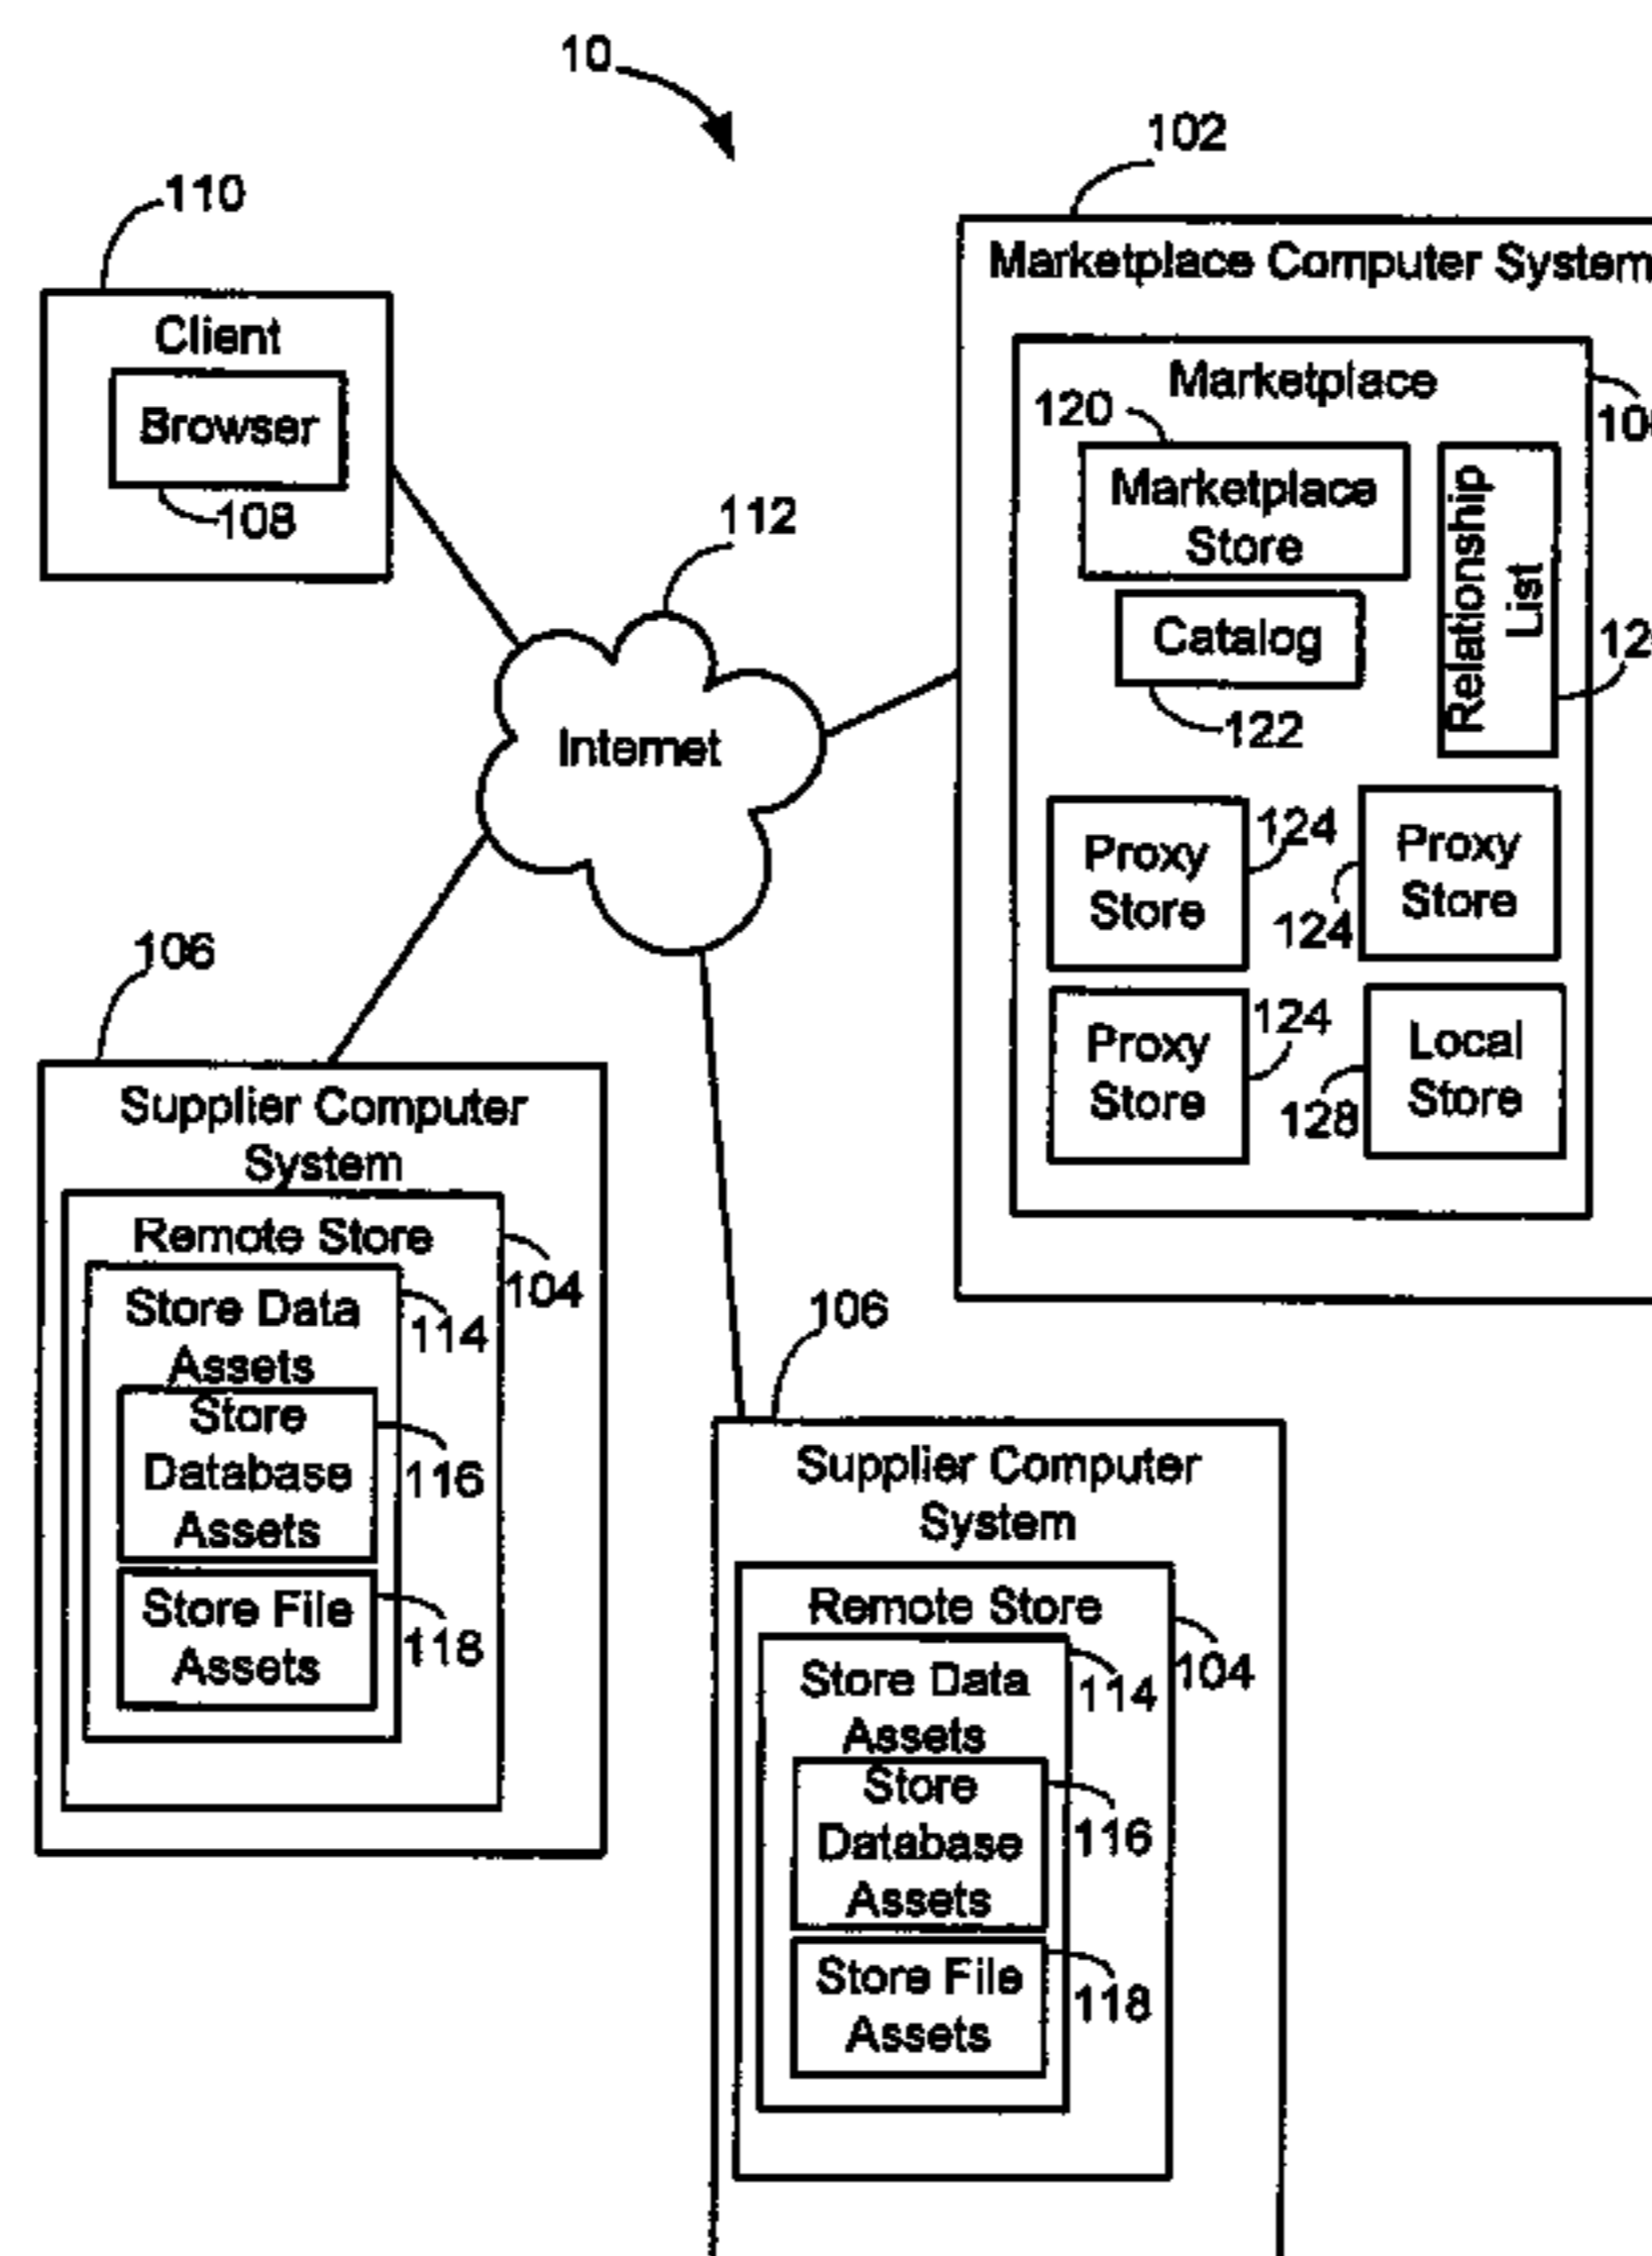 10
102
110
Marketplace Computer System
Client
Browser
108
Marketplace
120
Marketplace
Store
Relationship
List
Catalog
122
112
Internet
Proxy
Store
124
Proxy
Store
124
Proxy
Store
124
Local
Store
128
106
Supplier Computer
System
Remote Store
104
Store Data
Assets
114
Store
Database
Assets
116
Store File
Assets
118
106
Supplier Computer
System
Remote Store
104
Store Data
Assets
114
Store
Database
Assets
116
Store File
Assets
118